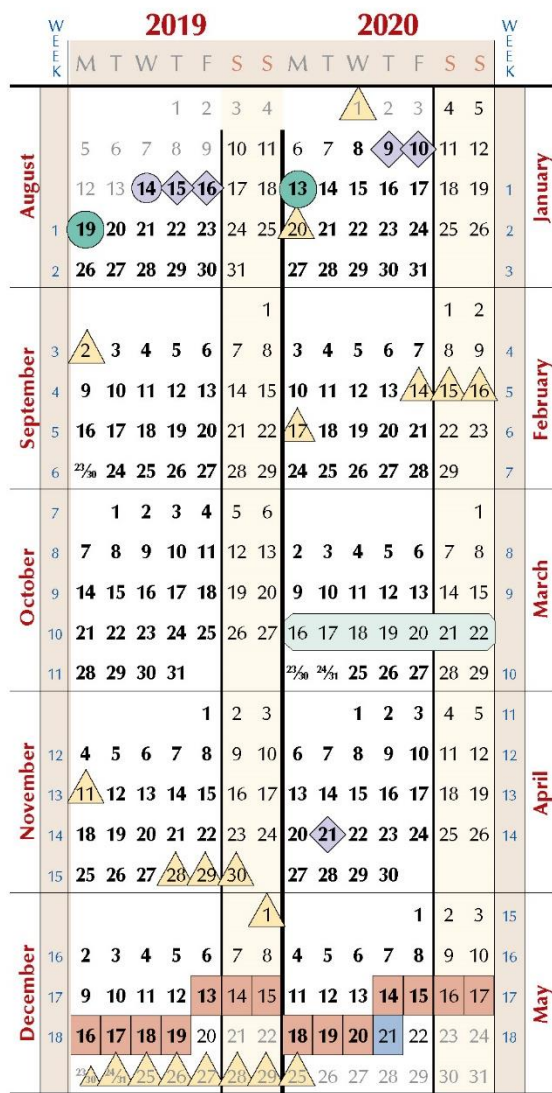 2019 2020
WEEK M T W T F S S M T W T F S S WEEK
August
January
1 2 3 4 1 2 3 4 5
5 6 7 8 9 10 11 6 7 8 9 10 11 12
12 13 14 15 16 17 18 13 14 15 16 17 18 19 1
1 19 20 21 22 23 24 25 20 21 22 23 24 25 26 2
2 26 27 28 29 30 31 27 28 29 30 31 3
September
February
1 1 2
3 2 3 4 5 6 7 8 3 4 5 6 7 8 9 4
4 9 10 11 12 13 14 15 10 11 12 13 14 15 16 5
5 16 17 18 19 20 21 22 17 18 19 20 21 22 23 6
6 23/30 24 25 26 27 28 29 24 25 26 27 28 29 7
October
March
7 1 2 3 4 5 6 1
8 7 8 9 10 11 12 13 2 3 4 5 6 7 8 8
9 14 15 16 17 18 19 20 9 10 11 12 13 14 15 9
10 21 22 23 24 25 26 27 16 17 18 19 20 21 22
11 28 29 30 31 23/30 24/31 25 26 27 28 29 10
November
April
1 2 3 1 2 3 4 5 11
12 4 5 6 7 8 9 10 6 7 8 9 10 11 12 12
13 11 12 13 14 15 16 17 13 14 15 16 17 18 19 13
14 18 19 20 21 22 23 24 20 21 22 23 24 25 26 14
15 25 26 27 28 29 30 27 28 29 30
December
May
1 1 2 3 15
16 2 3 4 5 6 7 8 4 5 6 7 8 9 10 16
17 9 10 11 12 13 14 15 11 12 13 14 15 16 17 17
18 16 17 18 19 20 21 22 18 19 20 21 22 23 24 18
23/30 24/31 25 26 27 28 29 25 26 27 28 29 30 31